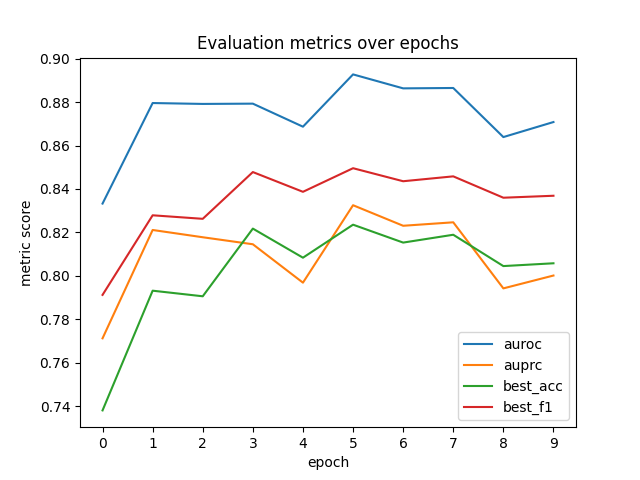 Evaluation metrics over epochs
0.90
0.88
0.86
0.84
0.82
0.80
0.78
0.76
0.74
metric score
0 1 2 3 4 5 6 7 8 9
epoch
auroc
auprc
best_acc
best_f1